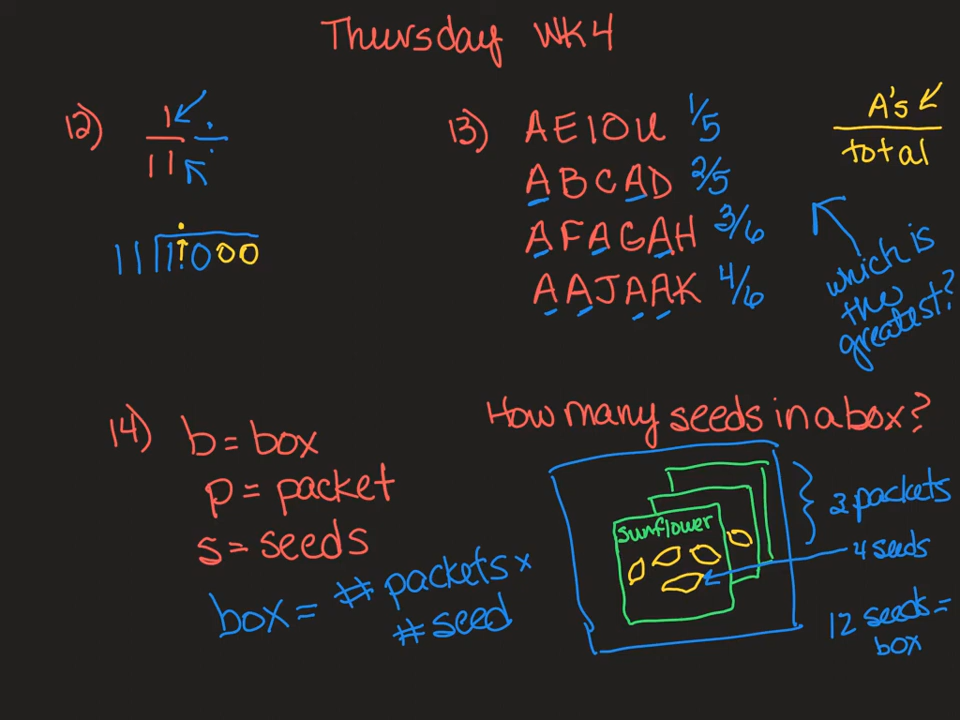 Thursday WK4
12) 1
11
÷
11 1.000
13) AEIOU 1/5
ABCAD 2/5
AFAGAH 3/6
AAJAAK 4/6
A's
total
which is
the
greatest?
14) b = box
p = packet
s = seeds
box = # packets x
# seed
How many seeds in a box?
sunflower
3 packets
4 seeds
12 seeds =
box